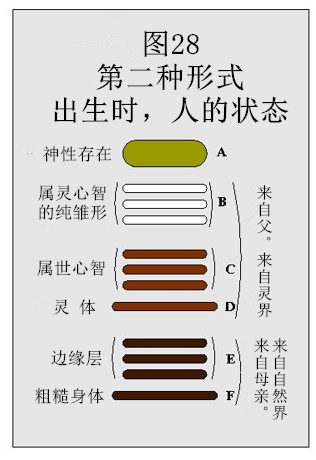 图28
第二种形式
出生时，人的状态
神性存在 A
属灵心智
的纯雏形 B
属世心智 C
灵 体 D
边缘层 E
粗糙身体 F
来自父。来自灵界
来自自然界
来自母亲。